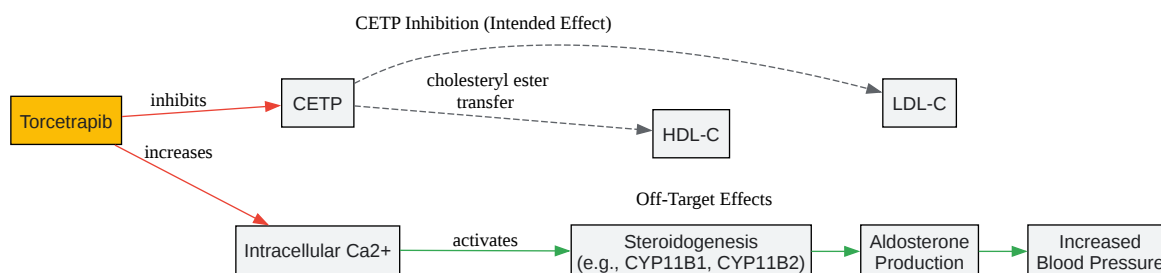 CETP Inhibition (Intended Effect)
cholesteryl ester
transfer
inhibits
CETP
LDL-C
Torcetrapib
HDL-C
increases
Off-Target Effects
Intracellular Ca2+
activates
Steroidogenesis
(e.g., CYP11B1, CYP11B2)
Aldosterone
Production
Increased
Blood Pressure